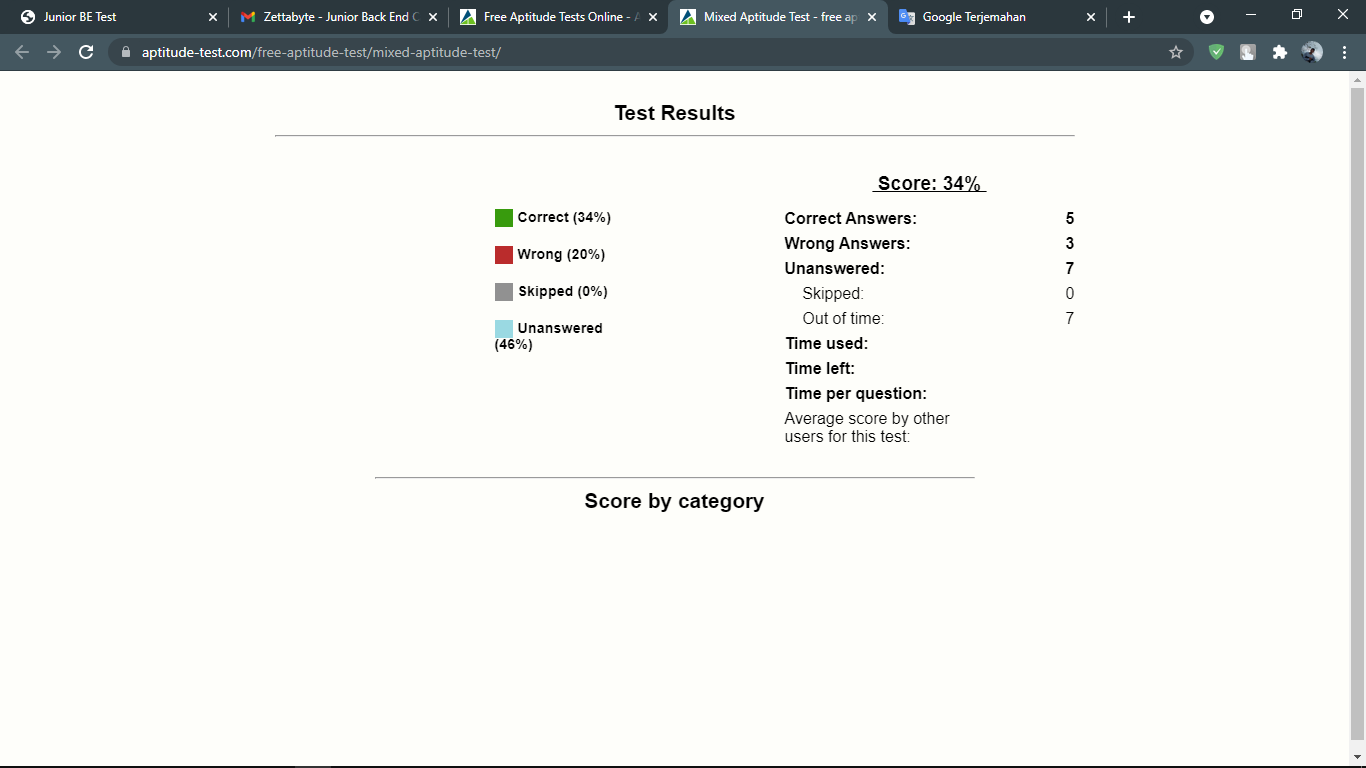 Junior BE Test
Zettabyte - Junior Back End C
Free Aptitude Tests Online - A
Mixed Aptitude Test - free ap
Google Terjemahan
aptitude-test.com/free-aptitude-test/mixed-aptitude-test/
Test Results
Score: 34%
Correct (34%)
Wrong (20%)
Skipped (0%)
Unanswered
(46%)
Correct Answers: 5
Wrong Answers: 3
Unanswered: 7
Skipped: 0
Out of time: 7
Time used:
Time left:
Time per question:
Average score by other
users for this test:
Score by category